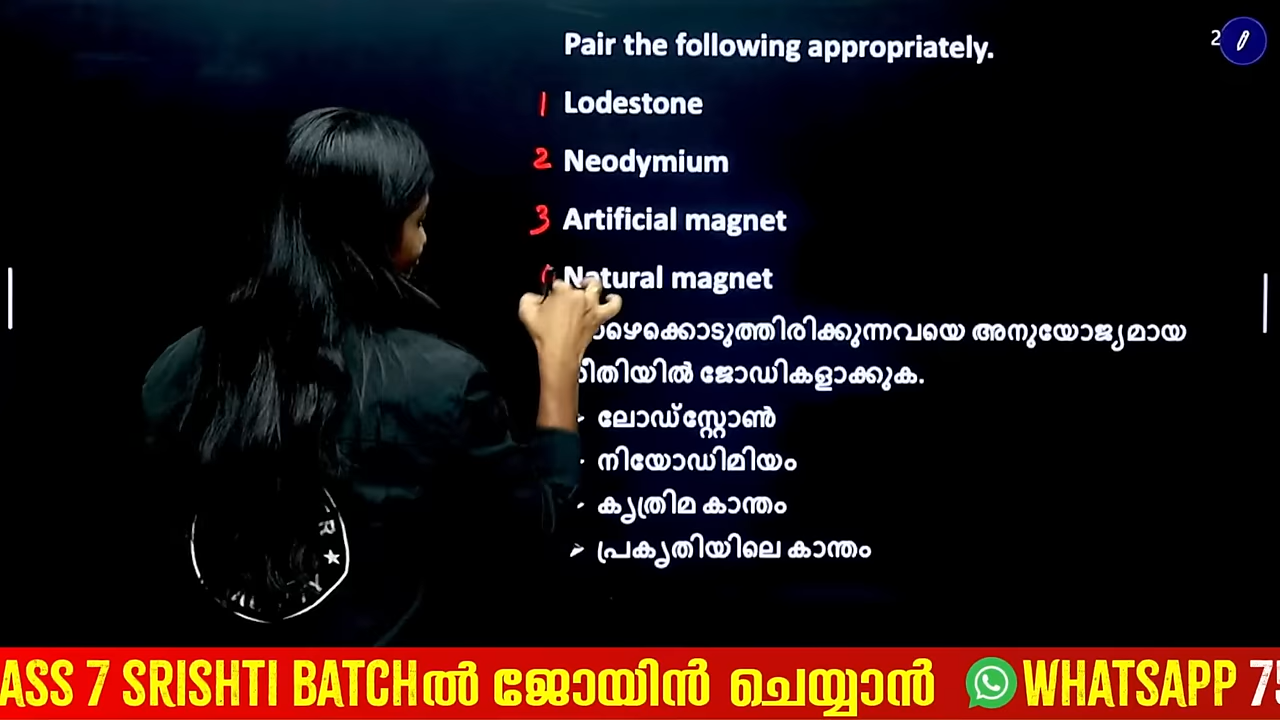 Pair the following appropriately.
2
1 Lodestone
2 Neodymium
3 Artificial magnet
Natural magnet
അനുയോജ്യമായ
ജോഡികളാക്കുക.
ലോഡ്സ്റ്റോൺ
നിയോഡിമിയം
കൃത്രിമ കാന്തം
പ്രകൃതിയിലെ കാന്തം
ASS 7 SRISHTI BATCHൽ ജോയിൻ ചെയ്യാൻ WHATSAPP 75